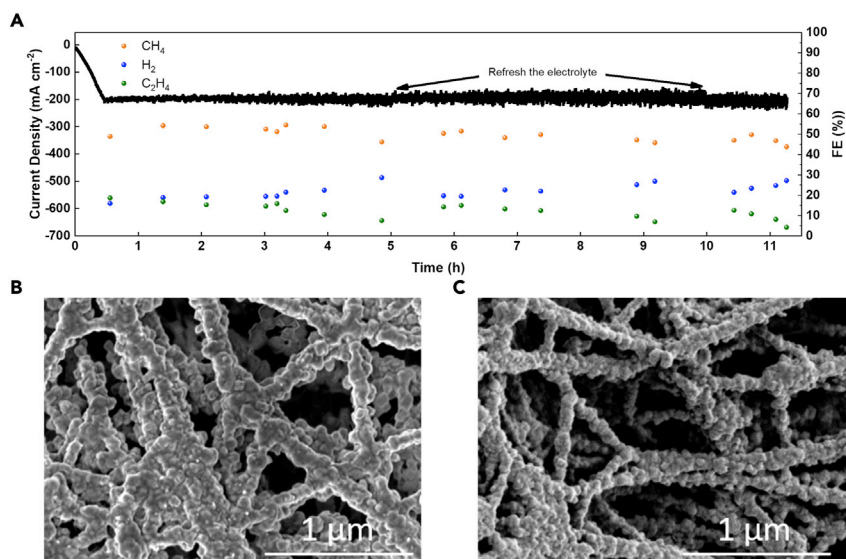 A
Current Density (mA cm⁻²)
0
-100
-200
-300
-400
-500
-600
-700
CH₄
H₂
C₂H₄
Refresh the electrolyte
100
90
80
70
60
50
40
30
20
10
0
FE (%))
0 1 2 3 4 5 6 7 8 9 10 11
Time (h)
B
C
1 μm
1 μm